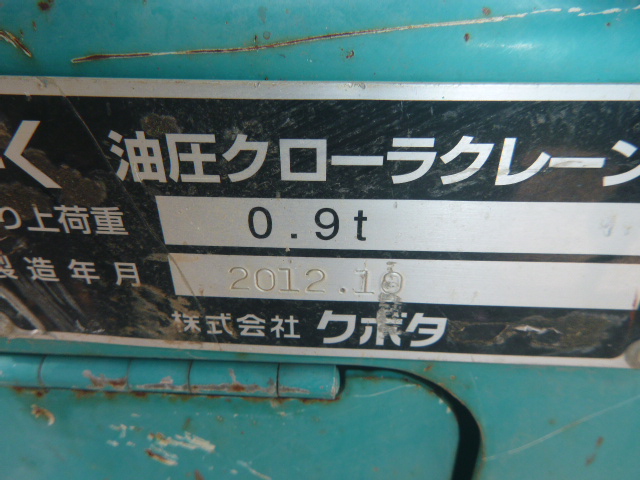 く 油圧クローラクレーン
り上荷重 0.9t
製造年月 2012.10
株式会社 クボタ